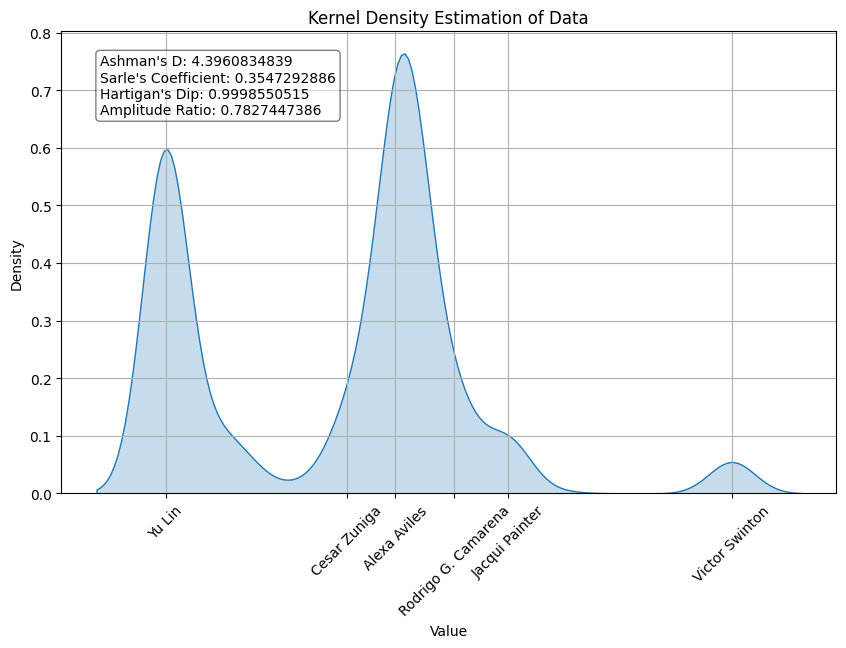 Kernel Density Estimation of Data
Ashman's D: 4.3960834839
Sarle's Coefficient: 0.3547292886
Hartigan's Dip: 0.9998550515
Amplitude Ratio: 0.7827447386
Density
0.8
0.7
0.6
0.5
0.4
0.3
0.2
0.1
0.0
Yu Lin
Cesar Zuniga
Alexa Aviles
Rodrigo G. Camarena
Jacqui Painter
Victor Swinton
Value